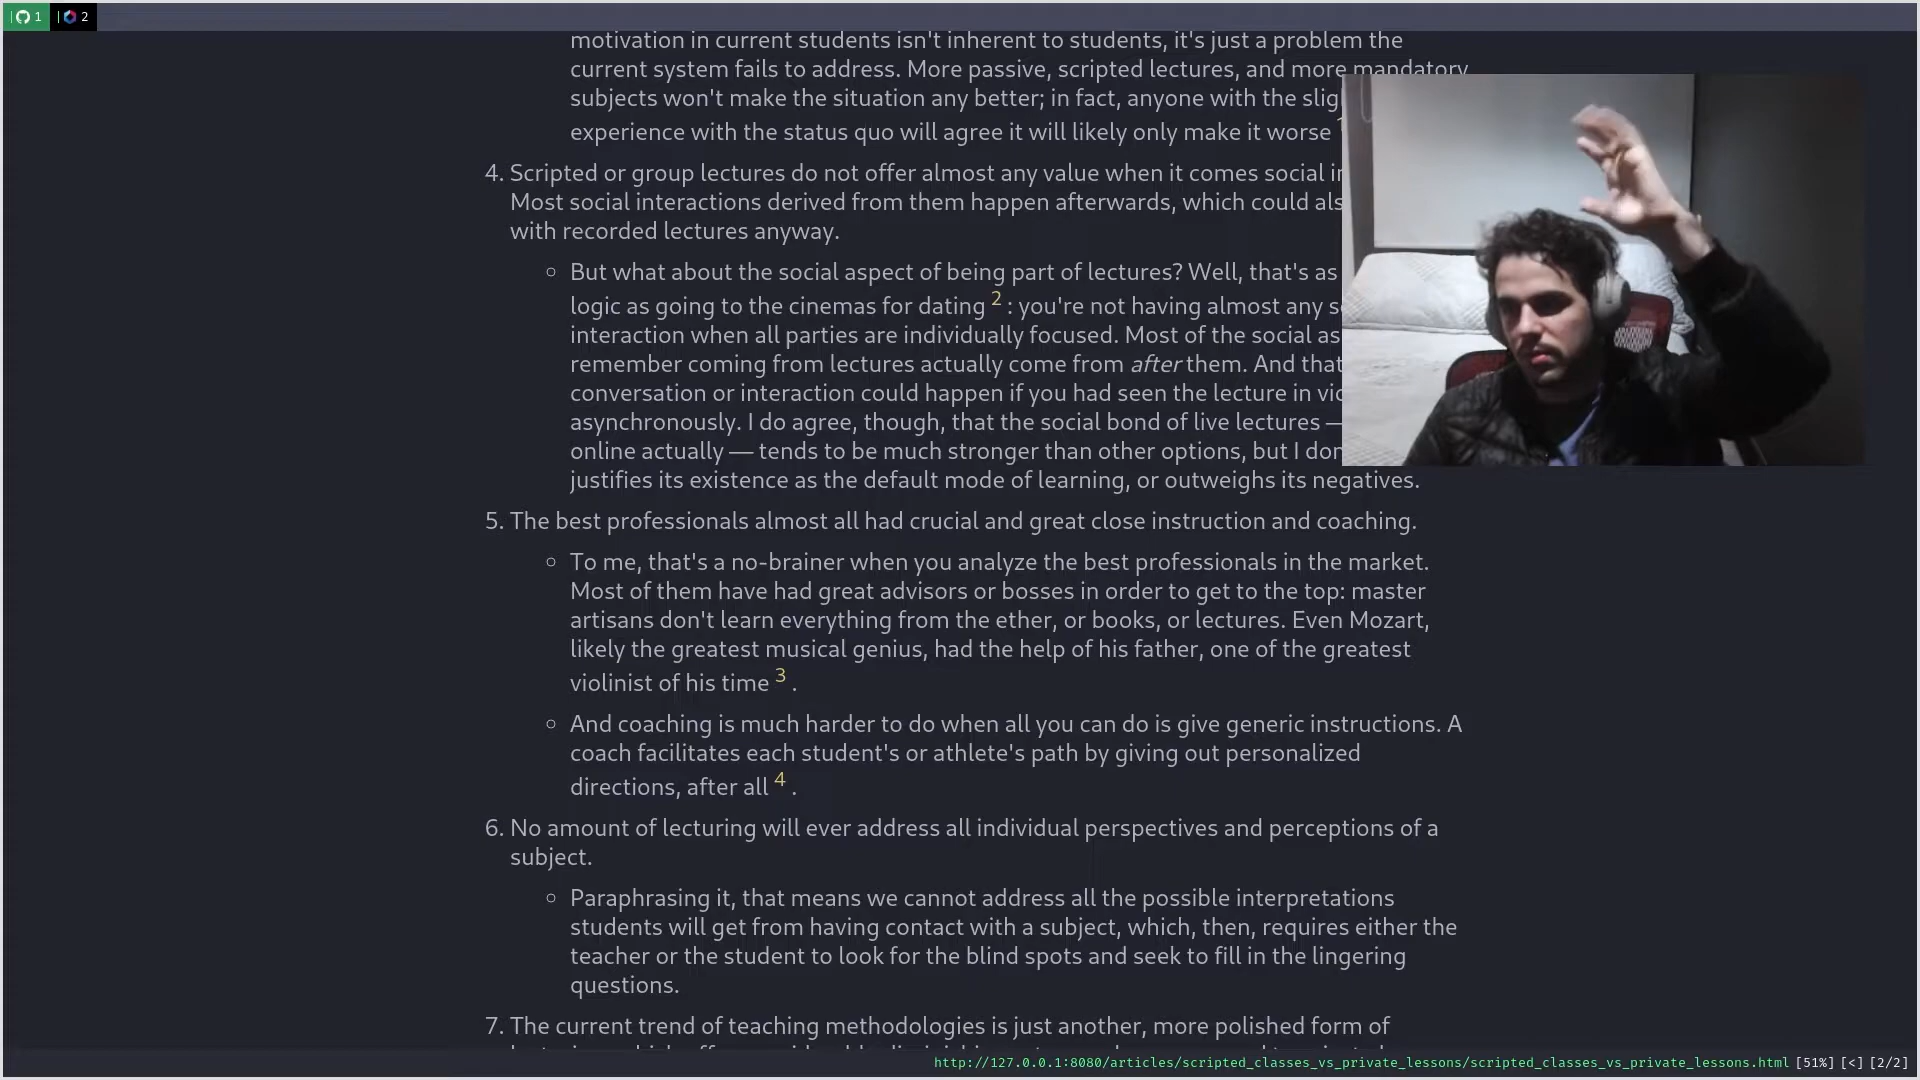 1 2
motivation in current students isn't inherent to students, it's just a problem the
current system fails to address. More passive, scripted lectures, and more mandatory
subjects won't make the situation any better; in fact, anyone with the
experience with the status quo will agree it will likely only make it worse
4. Scripted or group lectures do not offer almost any value when it comes social
Most social interactions derived from them happen afterwards, which could
with recorded lectures anyway.
But what about the social aspect of being part of lectures? Well, that's as
logic as going to the cinemas for dating 2 : you're not having almost any
interaction when all parties are individually focused. Most of the social
remember coming from lectures actually come from after them. And that
conversation or interaction could happen if you had seen the lecture in
asynchronously. I do agree, though, that the social bond of live lectures —
online actually — tends to be much stronger than other options, but I
justifies its existence as the default mode of learning, or outweighs its negatives.
5. The best professionals almost all had crucial and great close instruction and coaching.
To me, that's a no-brainer when you analyze the best professionals in the market.
Most of them have had great advisors or bosses in order to get to the top: master
artisans don't learn everything from the ether, or books, or lectures. Even Mozart,
likely the greatest musical genius, had the help of his father, one of the greatest
violinist of his time 3 .
And coaching is much harder to do when all you can do is give generic instructions. A
coach facilitates each student's or athlete's path by giving out personalized
directions, after all 4 .
6. No amount of lecturing will ever address all individual perspectives and perceptions of a
subject.
Paraphrasing it, that means we cannot address all the possible interpretations
students will get from having contact with a subject, which, then, requires either the
teacher or the student to look for the blind spots and seek to fill in the lingering
questions.
7. The current trend of teaching methodologies is just another, more polished form of
http://127.0.0.1:8080/articles/scripted_classes_vs_private_lessons/scripted_classes_vs_private_lessons.html [51%] [<] [2/2]